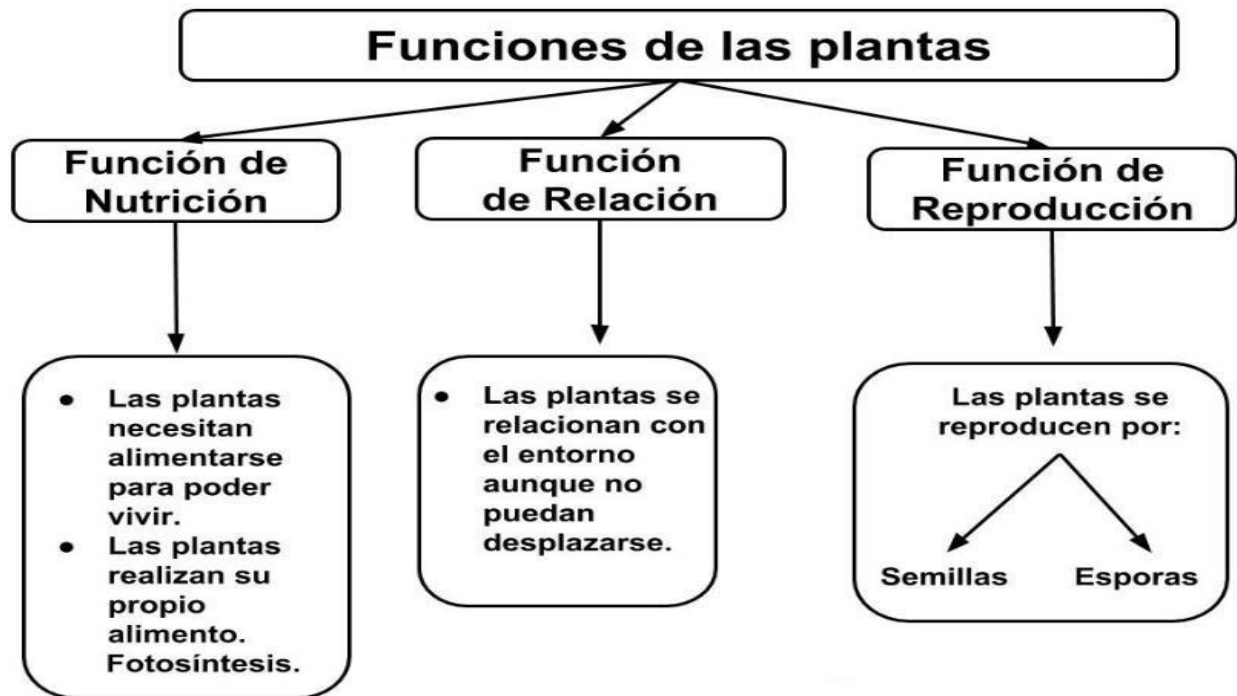 Funciones de las plantas
Función de
Nutrición
Función
de Relación
Función de
Reproducción
● Las plantas
necesitan
alimentarse
para poder
vivir.
● Las plantas
realizan su
propio
alimento.
Fotosíntesis.
● Las plantas se
relacionan con
el entorno
aunque no
puedan
desplazarse.
Las plantas se
reproducen por:
Semillas
Esporas